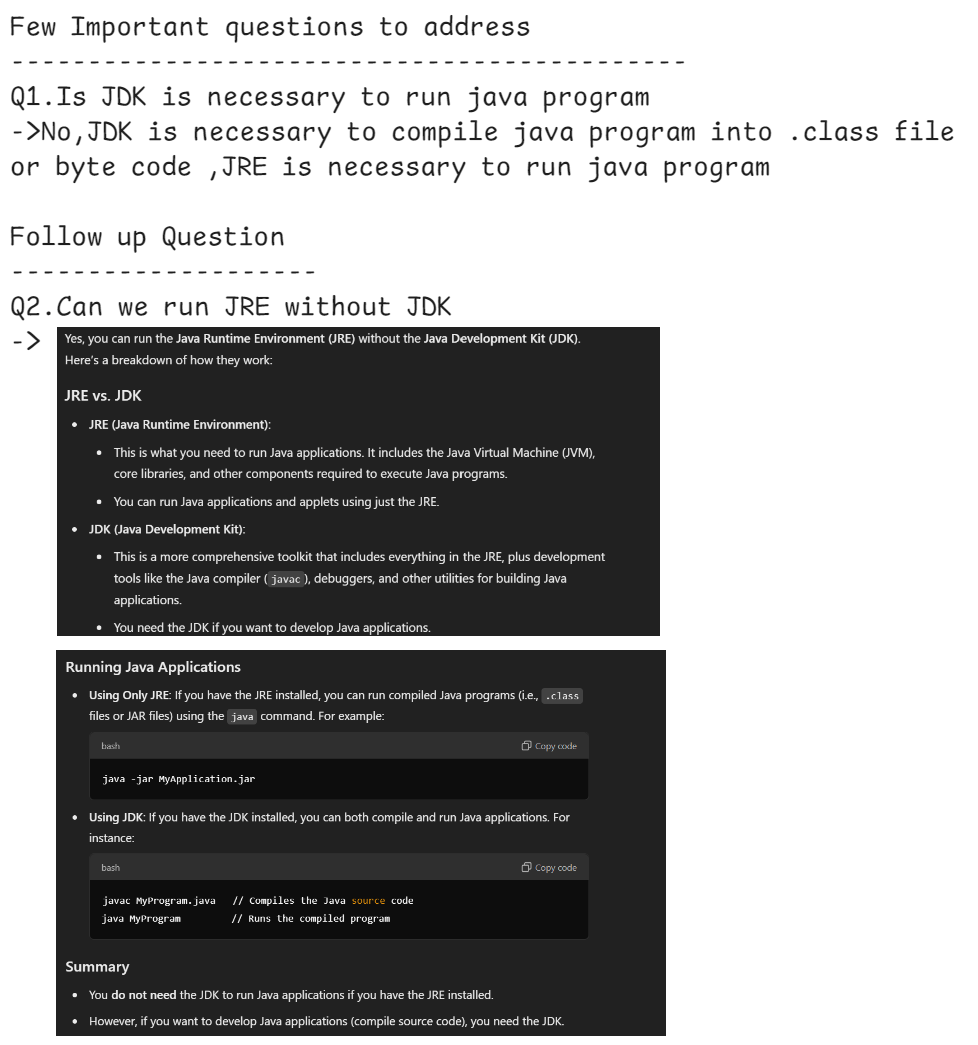 Few Important questions to address
--------------------------------------------
Q1.Is JDK is necessary to run java program
->No,JDK is necessary to compile java program into .class file
or byte code ,JRE is necessary to run java program
Follow up Question
--------------------
Q2.Can we run JRE without JDK
->
Yes, you can run the Java Runtime Environment (JRE) without the Java Development Kit (JDK).
Here's a breakdown of how they work:
JRE vs. JDK
• JRE (Java Runtime Environment):
• This is what you need to run Java applications. It includes the Java Virtual Machine (JVM),
core libraries, and other components required to execute Java programs.
• You can run Java applications and applets using just the JRE.
• JDK (Java Development Kit):
• This is a more comprehensive toolkit that includes everything in the JRE, plus development
tools like the Java compiler (javac), debuggers, and other utilities for building Java
applications.
• You need the JDK if you want to develop Java applications.
Running Java Applications
• Using Only JRE: If you have the JRE installed, you can run compiled Java programs (i.e., .class
files or JAR files) using the java command. For example:
bash Copy code
java -jar MyApplication.jar
• Using JDK: If you have the JDK installed, you can both compile and run Java applications. For
instance:
bash Copy code
javac MyProgram.java // Compiles the Java source code
java MyProgram // Runs the compiled program
Summary
• You do not need the JDK to run Java applications if you have the JRE installed.
• However, if you want to develop Java applications (compile source code), you need the JDK.